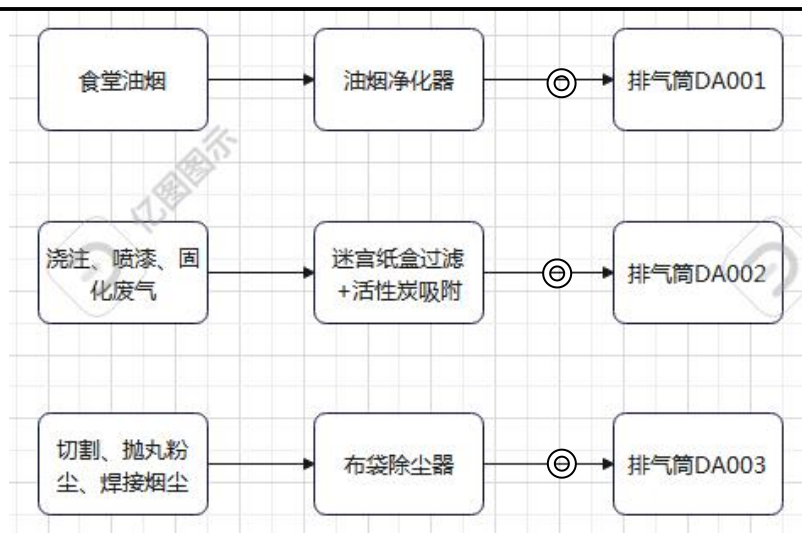 食堂油烟
油烟净化器
排气筒DA001
亿图图示
浇注、喷漆、固
化废气
迷宫纸盒过滤
+活性炭吸附
排气筒DA002
切割、抛丸粉
尘、焊接烟尘
布袋除尘器
排气筒DA003